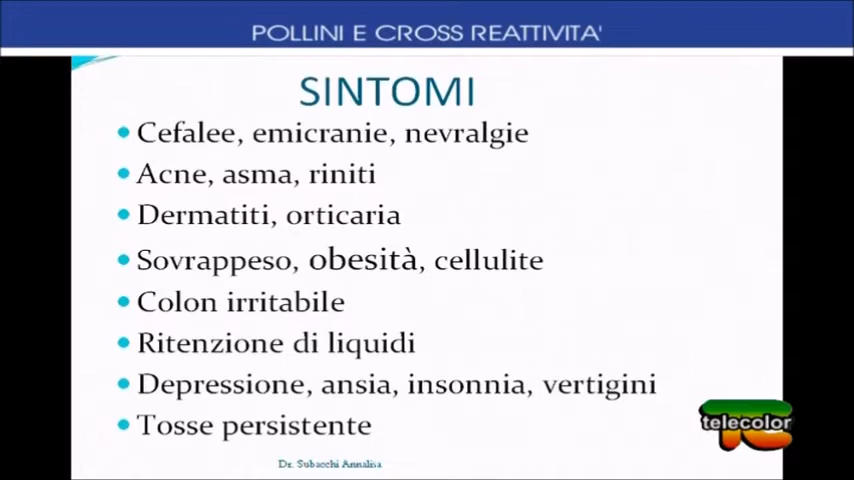 POLLINI E CROSS REATTIVITA'
SINTOMI
Cefalee, emicranie, nevralgie
Acne, asma, riniti
Dermatiti, orticaria
Sovrappeso, obesità, cellulite
Colon irritabile
Ritenzione di liquidi
Depressione, ansia, insonnia, vertigini
Tosse persistente
telecolor
Dr. Subacchi Annalisa